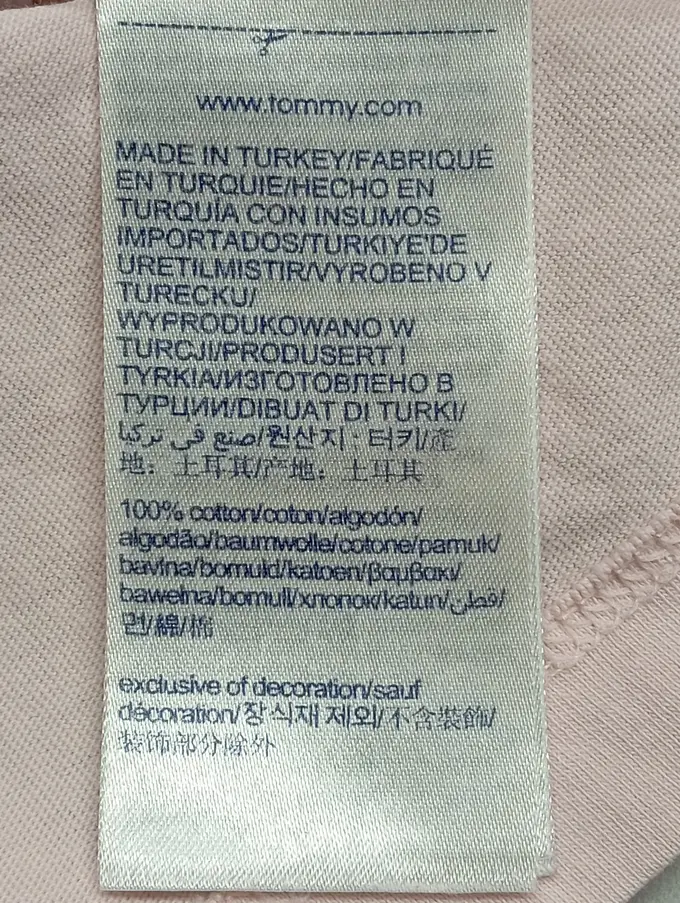 www.tommy.com
MADE IN TURKEY/FABRIQUÉ
EN TURQUIE/HECHO EN
TURQUÍA CON INSUMOS
IMPORTADOS/TURKIYE'DE
URETILMISTIR/VYROBENO V
TURECKU/
WYPRODUKOWANO W
TURCJI/PRODUSERT I
TYRKIA/ИЗГОТОВЛЕНО В
ТУРЦИИ/DIBUAT DI TURKI/
صنع في تركيا/원산지 : 터키/產
地：土耳其/产地：土耳其
100% cotton/coton/algodón/
algodão/baumwolle/cotone/pamuk/
bavlna/bomuld/katoen/βαμβακι/
bawełna/bomull/хлопок/katun/قطن/
면/綿/棉
exclusive of decoration/sauf
décoration/장식재 제외/不含裝飾/
装饰部分除外